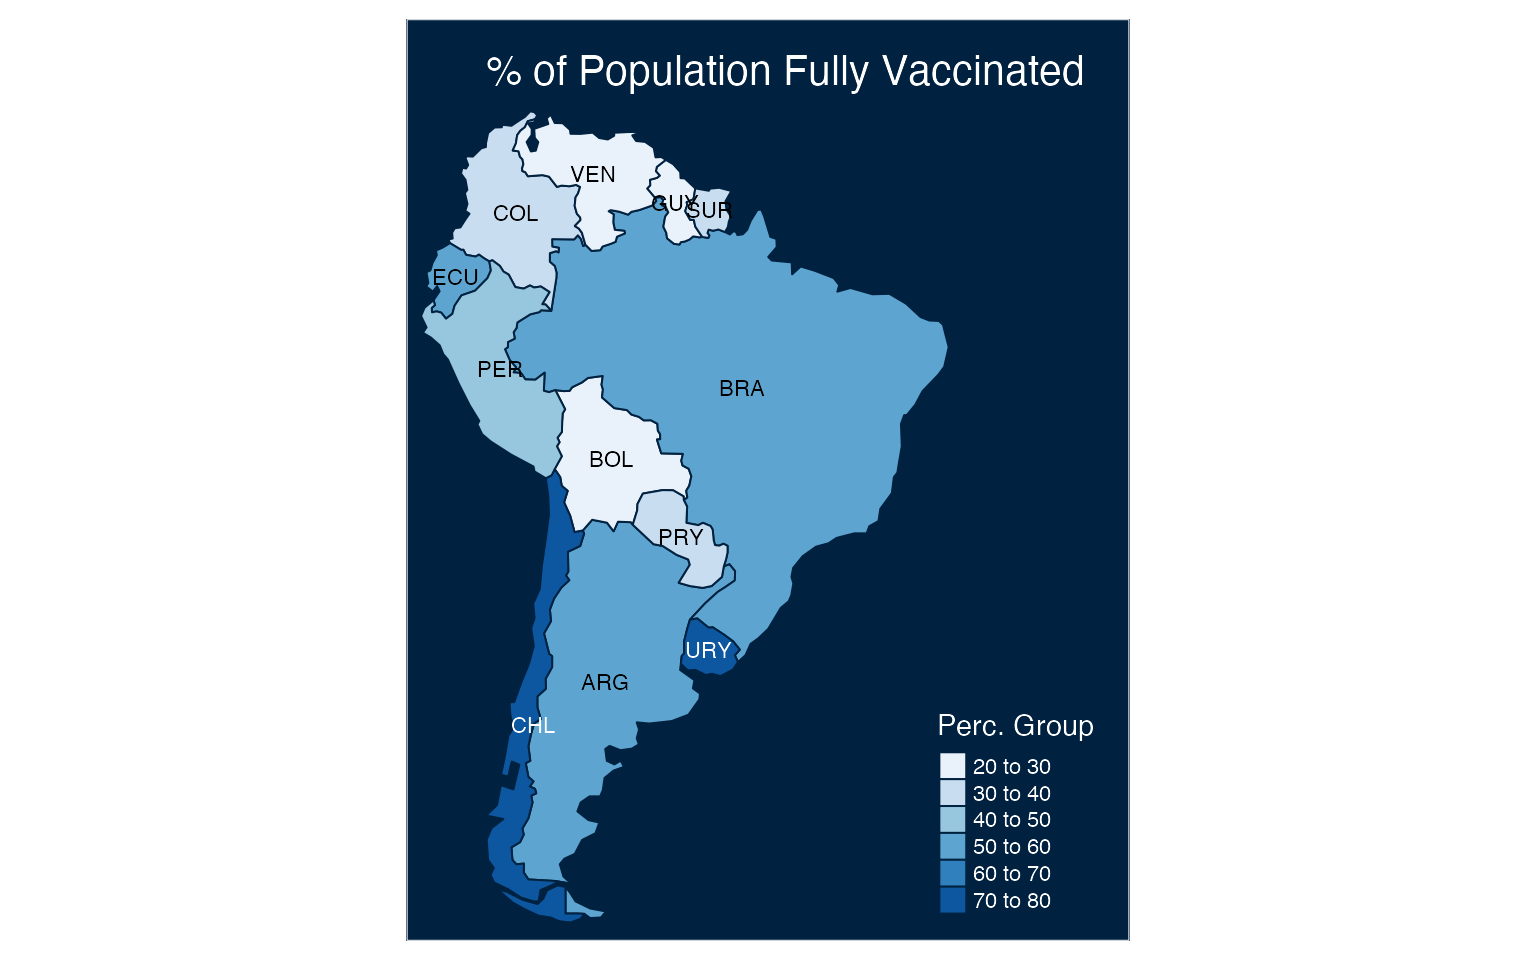 % of Population Fully Vaccinated
VEN
GUY
SUR
COL
ECU
PER
BRA
BOL
PRY
URY
ARG
CHL
Perc. Group
20 to 30
30 to 40
40 to 50
50 to 60
60 to 70
70 to 80